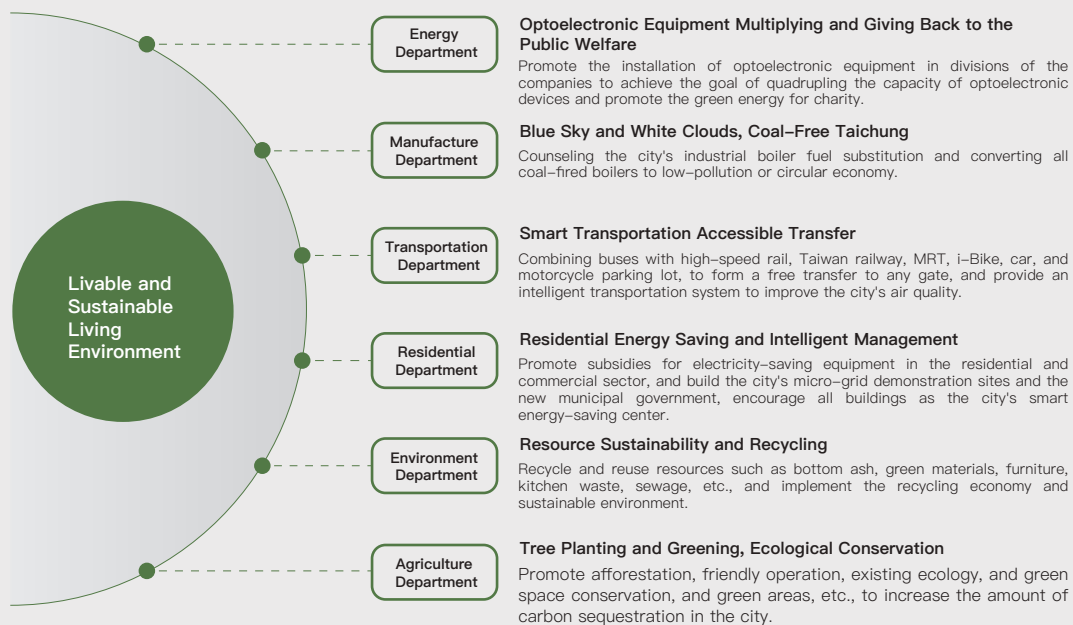 Livable and
Sustainable
Living
Environment
Energy
Department
Optoelectronic Equipment Multiplying and Giving Back to the
Public Welfare
Promote the installation of optoelectronic equipment in divisions of the
companies to achieve the goal of quadrupling the capacity of optoelectronic
devices and promote the green energy for charity.
Manufacture
Department
Blue Sky and White Clouds, Coal-Free Taichung
Counseling the city's industrial boiler fuel substitution and converting all
coal-fired boilers to low-pollution or circular economy.
Transportation
Department
Smart Transportation Accessible Transfer
Combining buses with high-speed rail, Taiwan railway, MRT, i-Bike, car, and
motorcycle parking lot, to form a free transfer to any gate, and provide an
intelligent transportation system to improve the city's air quality.
Residential
Department
Residential Energy Saving and Intelligent Management
Promote subsidies for electricity-saving equipment in the residential and
commercial sector, and build the city's micro-grid demonstration sites and the
new municipal government, encourage all buildings as the city's smart
energy-saving center.
Environment
Department
Resource Sustainability and Recycling
Recycle and reuse resources such as bottom ash, green materials, furniture,
kitchen waste, sewage, etc., and implement the recycling economy and
sustainable environment.
Agriculture
Department
Tree Planting and Greening, Ecological Conservation
Promote afforestation, friendly operation, existing ecology, and green
space conservation, and green areas, etc., to increase the amount of
carbon sequestration in the city.